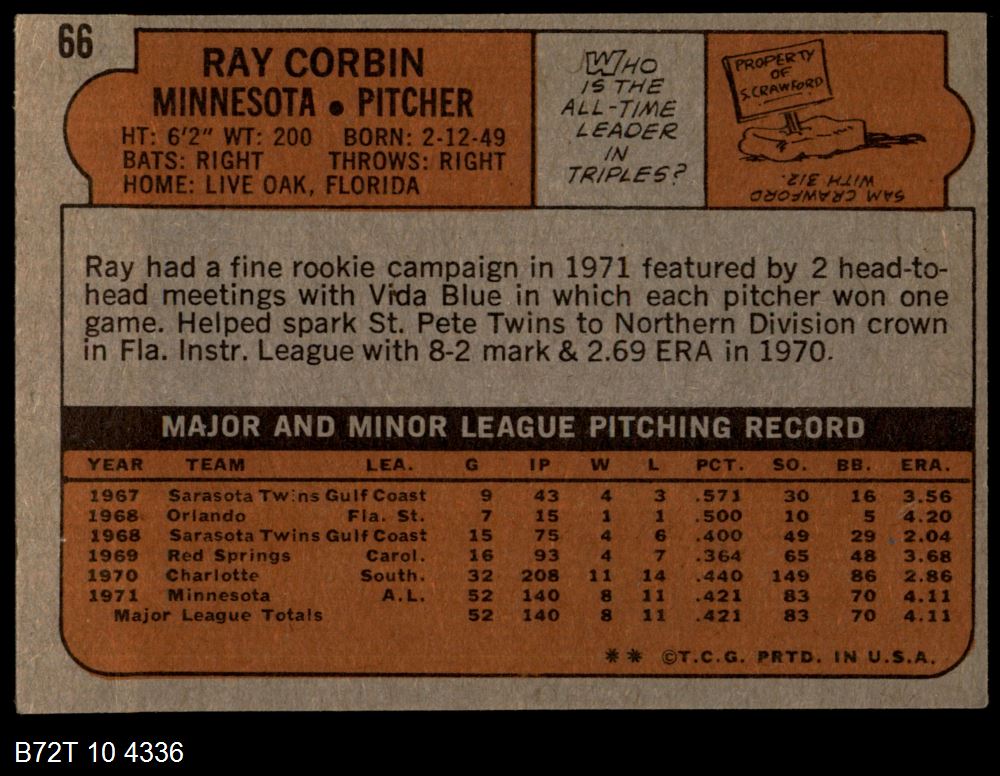 66
RAY CORBIN
MINNESOTA • PITCHER
HT: 6'2" WT: 200 BORN: 2-12-49
BATS: RIGHT THROWS: RIGHT
HOME: LIVE OAK, FLORIDA
WHO
IS THE
ALL-TIME
LEADER
IN
TRIPLES?
PROPERTY
OF
S. CRAWFORD
SAM CRAWFORD
WITH 312.
Ray had a fine rookie campaign in 1971 featured by 2 head-to-
head meetings with Vida Blue in which each pitcher won one
game. Helped spark St. Pete Twins to Northern Division crown
in Fla. Instr. League with 8-2 mark & 2.69 ERA in 1970.
MAJOR AND MINOR LEAGUE PITCHING RECORD
YEAR TEAM LEA. G IP W L PCT. SO. BB. ERA.
1967 Sarasota Twins Gulf Coast 9 43 4 3 .571 30 16 3.56
1968 Orlando Fla. St. 7 15 1 1 .500 10 5 4.20
1968 Sarasota Twins Gulf Coast 15 75 4 6 .400 49 29 2.04
1969 Red Springs Carol. 16 93 4 7 .364 65 48 3.68
1970 Charlotte South. 32 208 11 14 .440 149 86 2.86
1971 Minnesota A.L. 52 140 8 11 .421 83 70 4.11
Major League Totals 52 140 8 11 .421 83 70 4.11
** ©T.C.G. PRTD. IN U.S.A.
B72T 10 4336